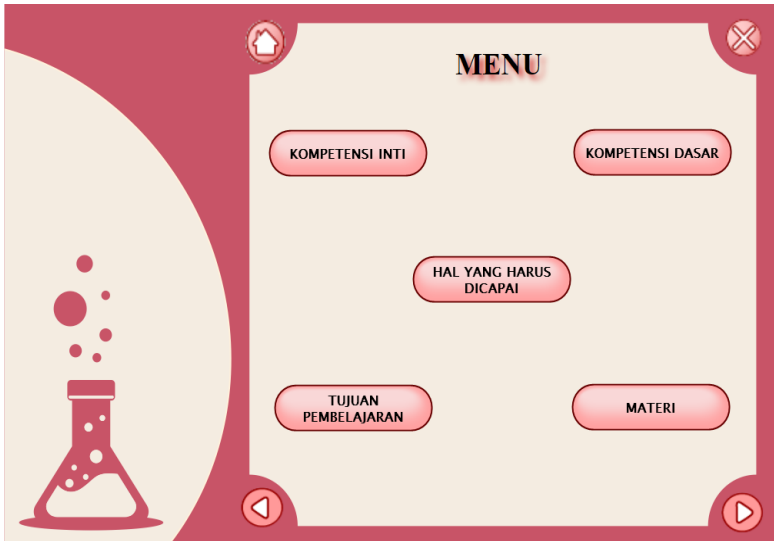 MENU
KOMPETENSI INTI
KOMPETENSI DASAR
HAL YANG HARUS
DICAPAI
TUJUAN
PEMBELAJARAN
MATERI